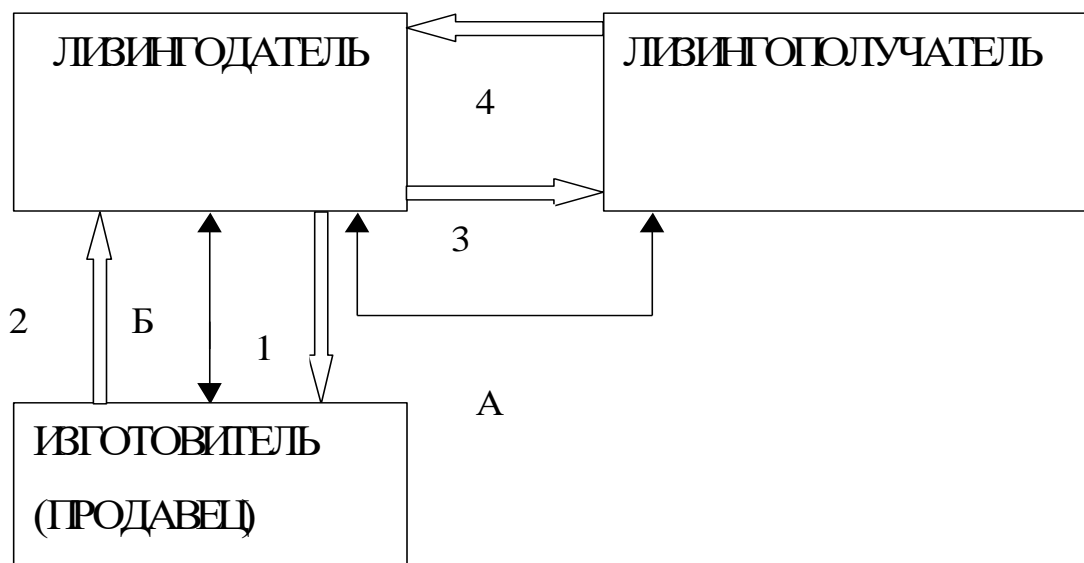 ЛИЗИНГОДАТЕЛЬ
ЛИЗИНГОПОЛУЧАТЕЛЬ
4
3
2
Б
1
А
ИЗГОТОВИТЕЛЬ
(ПРОДАВЕЦ)